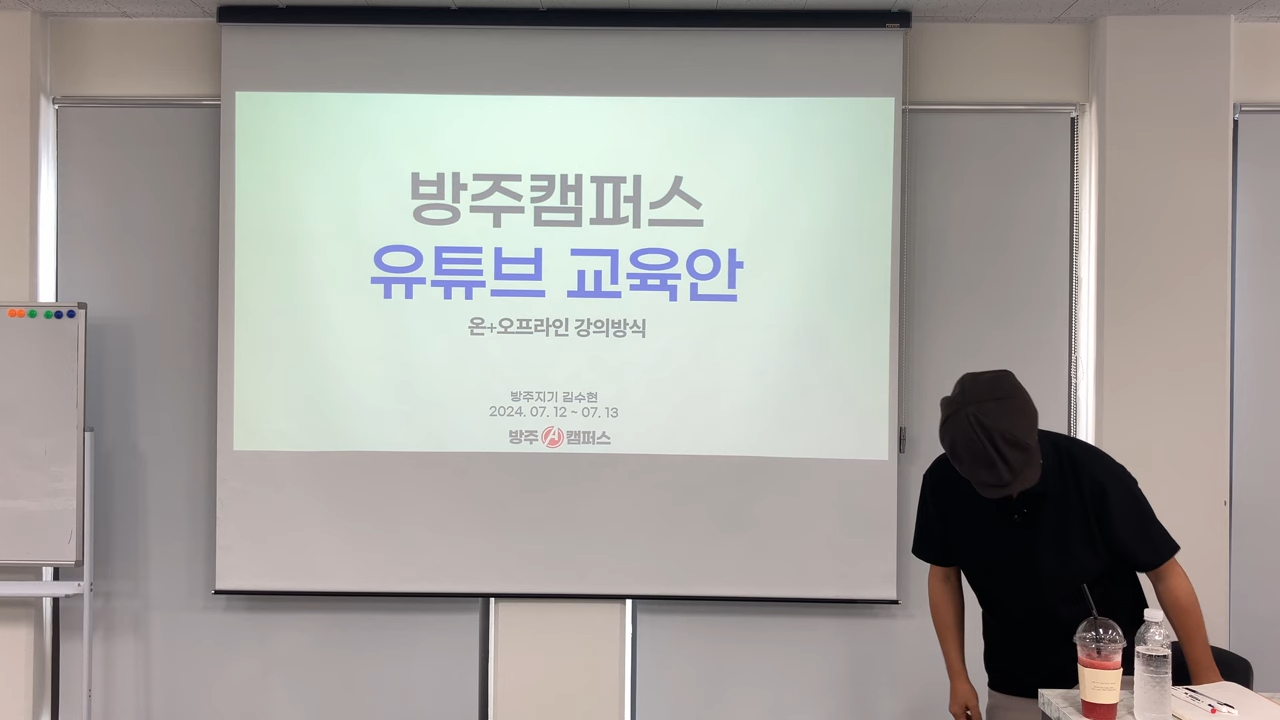 방주캠퍼스
유튜브 교육안
온+오프라인 강의방식
방주지기 김수현
2024. 07. 12 ~ 07. 13
방주 A 캠퍼스